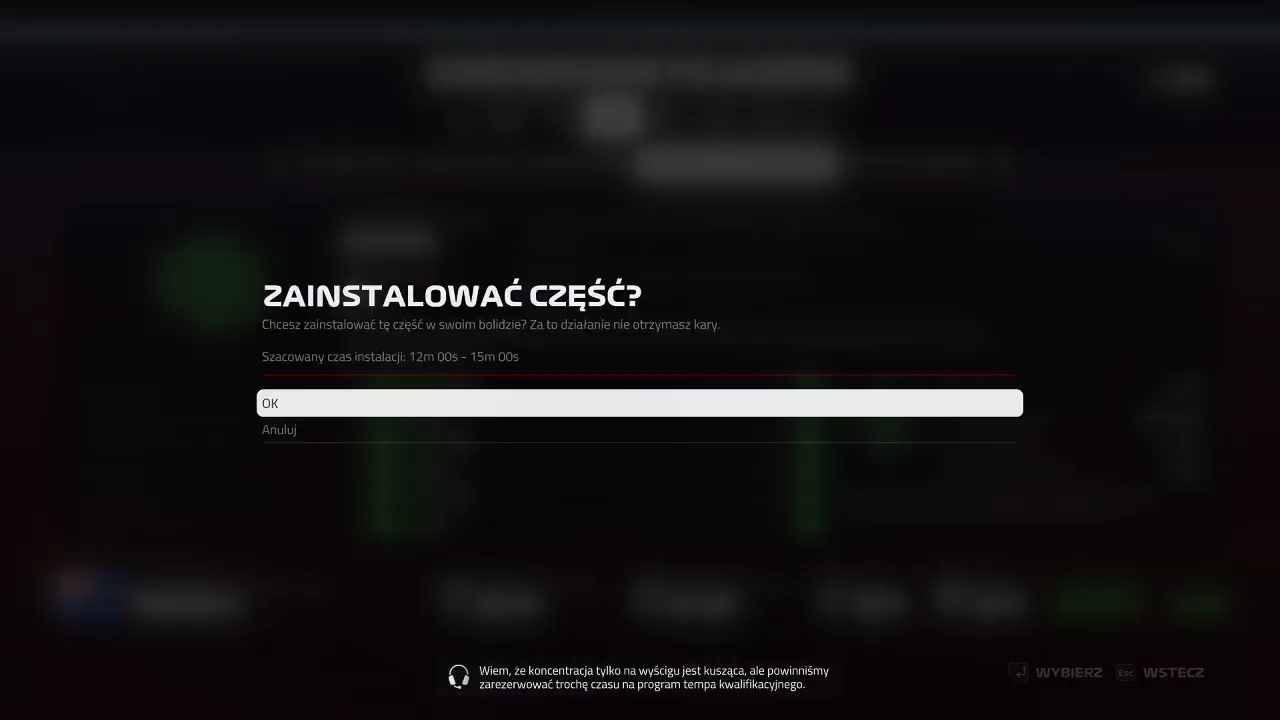 ZAINSTALOWAĆ CZĘŚĆ?
Chcesz zainstalować tę część w swoim bolidzie? Za to działanie nie otrzymasz kary.
Szacowany czas instalacji: 12m 00s - 15m 00s
OK
Anuluj
Wiem, że koncentracja tylko na wyścigu jest kusząca, ale powinniśmy
zarezerwować trochę czasu na program tempa kwalifikacyjnego.
WYBIERZ Esc WSTECZ